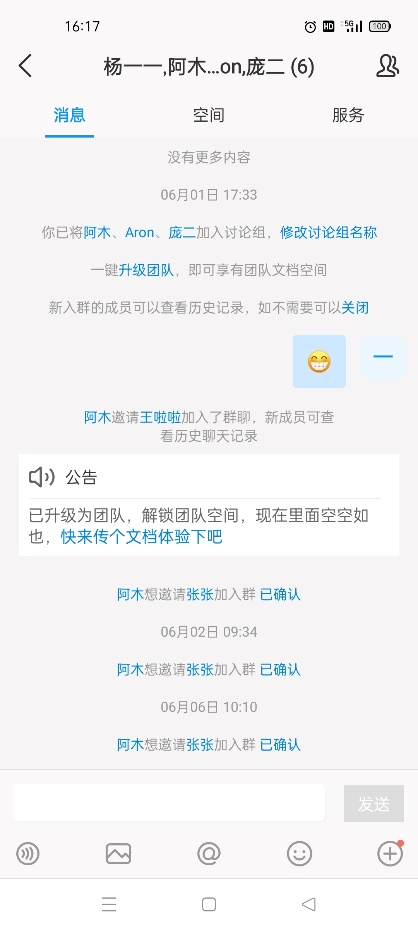 16:17
HD 5G 100
杨一一,阿木...on,庞二 (6)
消息 空间 服务
没有更多内容
06月01日 17:33
你已将阿木、Aron、庞二加入讨论组，修改讨论组名称
一键升级团队，即可享有团队文档空间
新入群的成员可以查看历史记录，如不需要可以关闭
一
阿木邀请王啦啦加入了群聊，新成员可查
看历史聊天记录
公告
已升级为团队，解锁团队空间，现在里面空空如
也，快来传个文档体验下吧
阿木想邀请张张加入群 已确认
06月02日 09:34
阿木想邀请张张加入群 已确认
06月06日 10:10
阿木想邀请张张加入群 已确认
发送